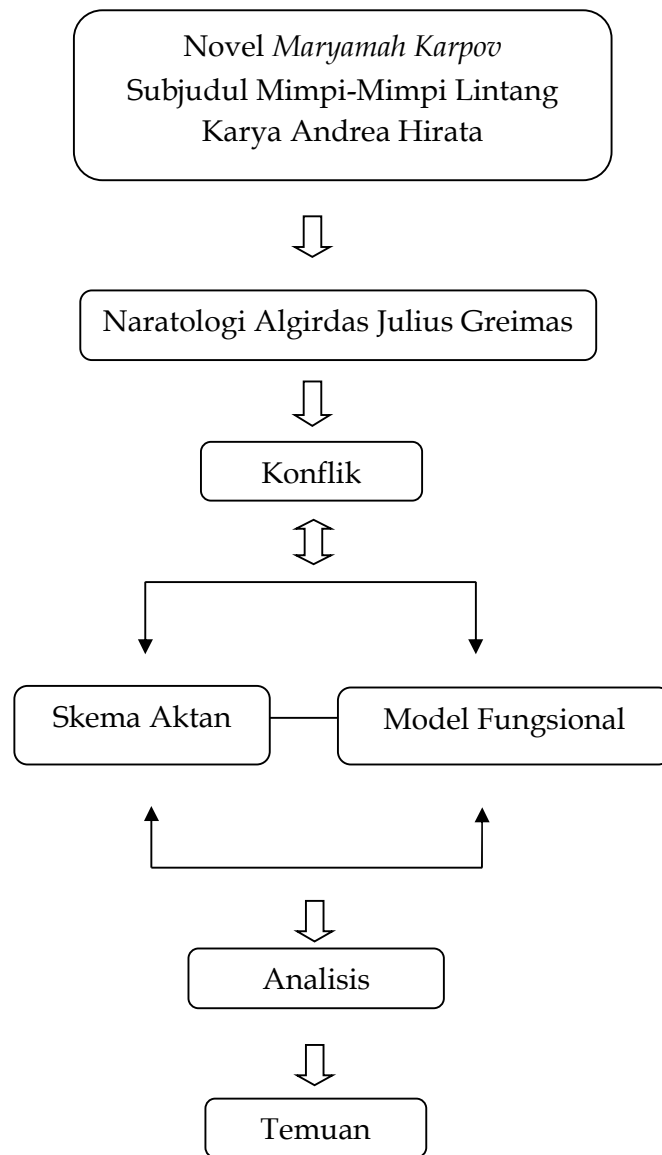 Novel Maryamah Karpov
Subjudul Mimpi-Mimpi Lintang
Karya Andrea Hirata
Naratologi Algirdas Julius Greimas
Konflik
Skema Aktan
Model Fungsional
Analisis
Temuan